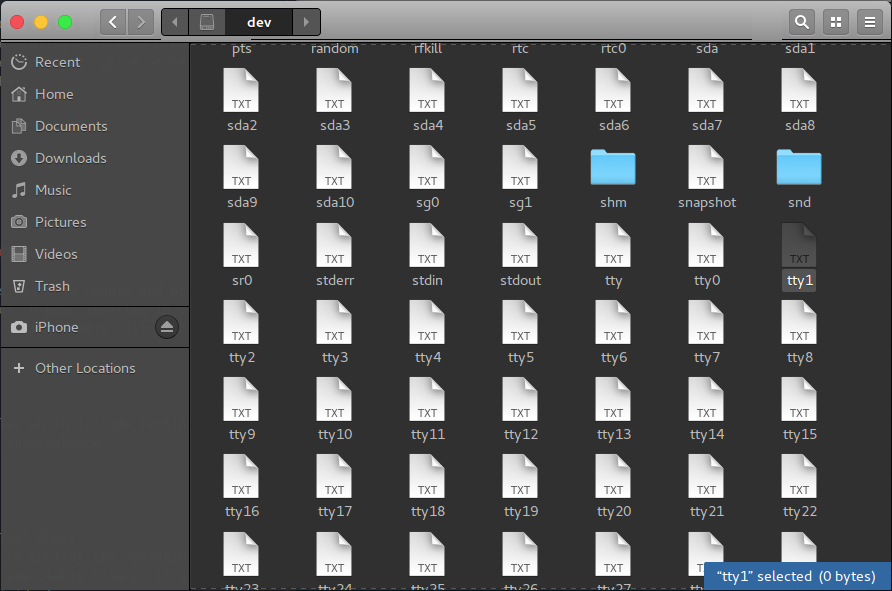 dev
Recent
Home
Documents
Downloads
Music
Pictures
Videos
Trash
iPhone
Other Locations
pts random rfkill rtc rtc0 sda sda1
TXT TXT TXT TXT TXT TXT TXT
sda2 sda3 sda4 sda5 sda6 sda7 sda8
TXT TXT TXT TXT TXT
sda9 sda10 sg0 sg1 shm snapshot snd
TXT TXT TXT TXT TXT TXT TXT
sr0 stderr stdin stdout tty tty0 tty1
TXT TXT TXT TXT TXT TXT TXT
tty2 tty3 tty4 tty5 tty6 tty7 tty8
TXT TXT TXT TXT TXT TXT TXT
tty9 tty10 tty11 tty12 tty13 tty14 tty15
TXT TXT TXT TXT TXT TXT TXT
tty16 tty17 tty18 tty19 tty20 tty21 tty22
TXT TXT TXT TXT TXT
tty23 tty24 tty25 tty26 tty27
“tty1” selected (0 bytes)